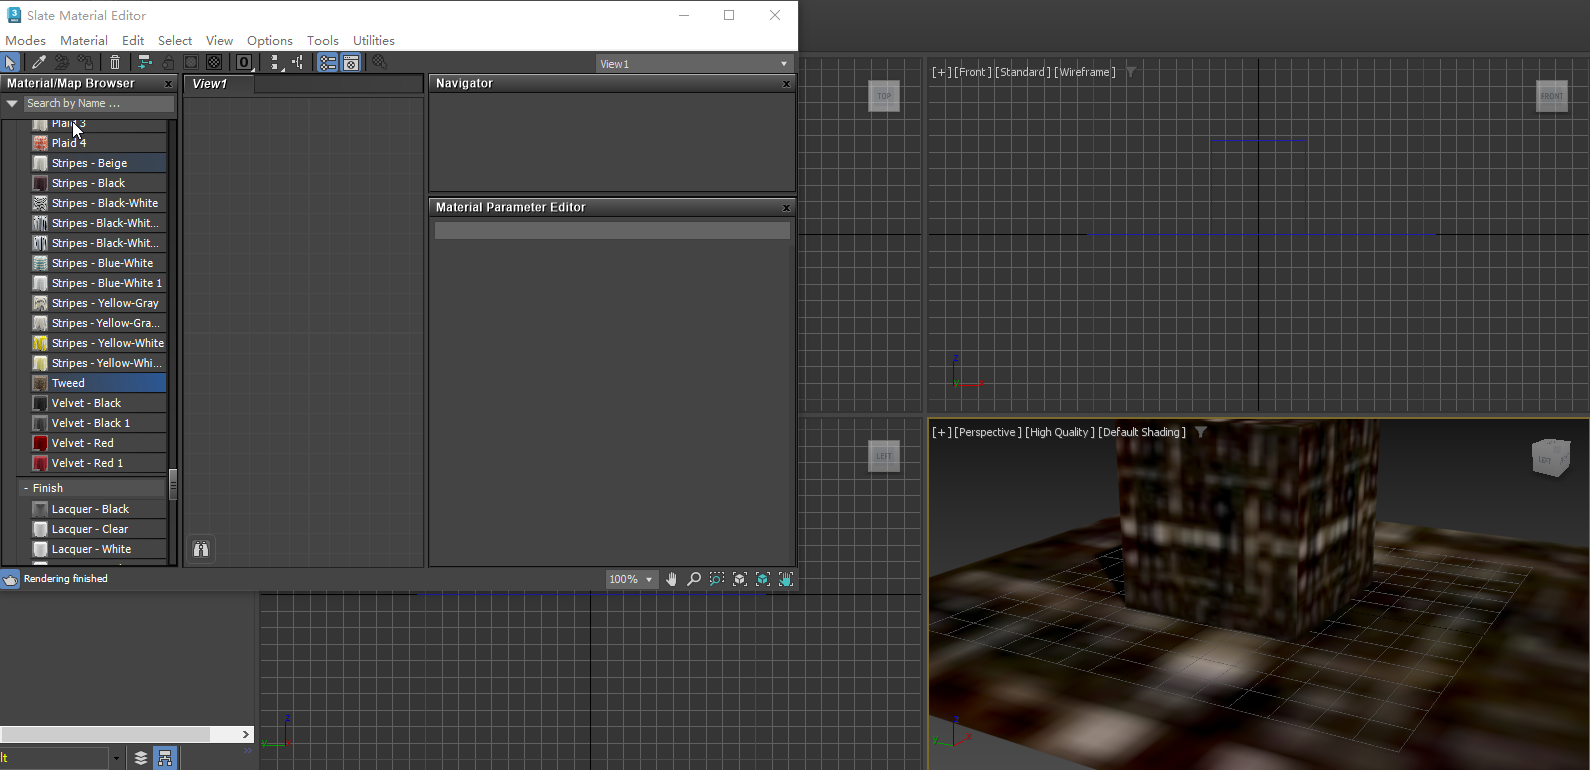 Slate Material Editor
Modes Material Edit Select View Options Tools Utilities
0
View1
Material/Map Browser x
View1
Navigator x
Search by Name ...
Plaid 3
Plaid 4
Stripes - Beige
Stripes - Black
Stripes - Black-White
Stripes - Black-Whit...
Stripes - Black-Whit...
Stripes - Blue-White
Stripes - Blue-White 1
Stripes - Yellow-Gray
Stripes - Yellow-Gra...
Stripes - Yellow-White
Stripes - Yellow-Whi...
Tweed
Velvet - Black
Velvet - Black 1
Velvet - Red
Velvet - Red 1
- Finish
Lacquer - Black
Lacquer - Clear
Lacquer - White
Material Parameter Editor x
Rendering finished
100%
TOP
[+] [Front] [Standard] [Wireframe]
FRONT
z
y x
LEFT
[+] [Perspective] [High Quality] [Default Shading]
LEFT
z
y x
z
y x
lt